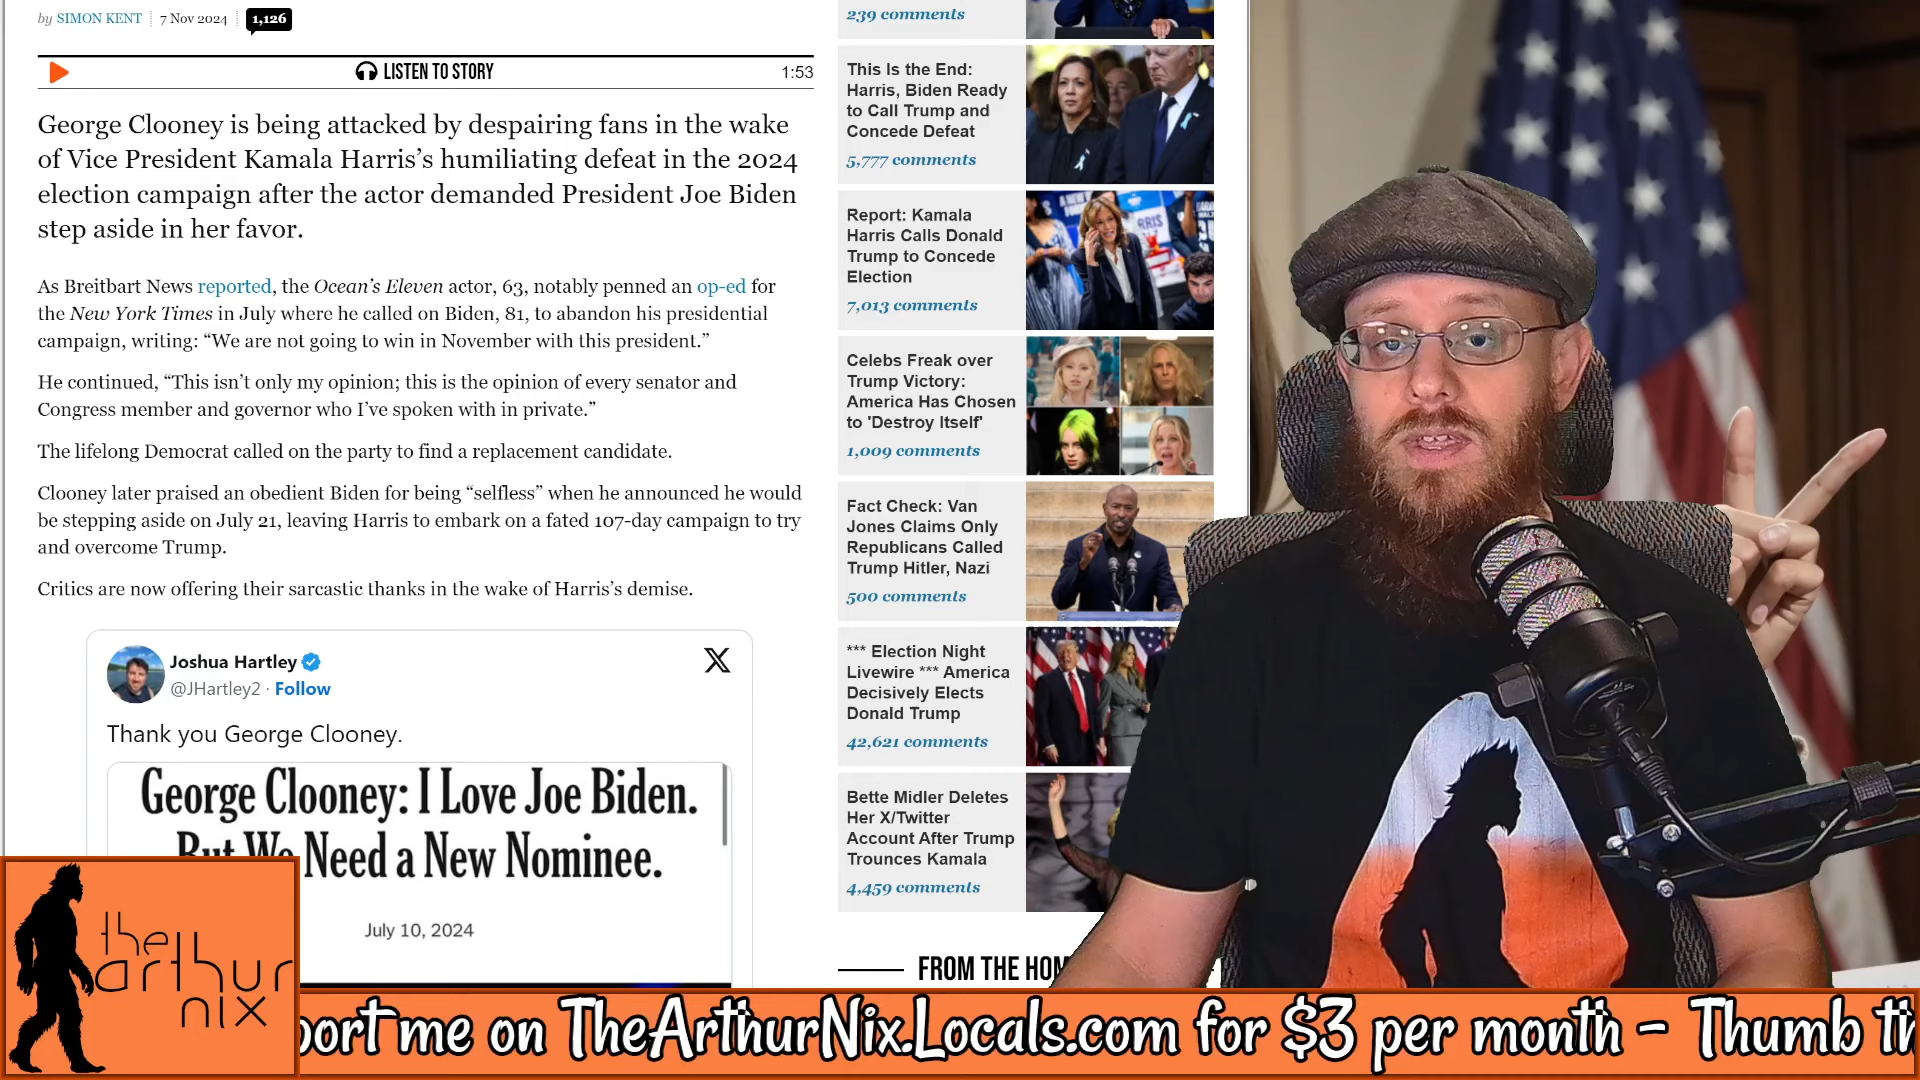 by SIMON KENT 7 Nov 2024 1,126
LISTEN TO STORY 1:53
George Clooney is being attacked by despairing fans in the wake
of Vice President Kamala Harris’s humiliating defeat in the 2024
election campaign after the actor demanded President Joe Biden
step aside in her favor.
As Breitbart News reported, the Ocean’s Eleven actor, 63, notably penned an op-ed for
the New York Times in July where he called on Biden, 81, to abandon his presidential
campaign, writing: “We are not going to win in November with this president.”
He continued, “This isn’t only my opinion; this is the opinion of every senator and
Congress member and governor who I’ve spoken with in private.”
The lifelong Democrat called on the party to find a replacement candidate.
Clooney later praised an obedient Biden for being “selfless” when he announced he would
be stepping aside on July 21, leaving Harris to embark on a fated 107-day campaign to try
and overcome Trump.
Critics are now offering their sarcastic thanks in the wake of Harris’s demise.
Joshua Hartley
@JHartley2 · Follow
Thank you George Clooney.
George Clooney: I Love Joe Biden.
But We Need a New Nominee.
July 10, 2024
239 comments
This Is the End:
Harris, Biden Ready
to Call Trump and
Concede Defeat
5,777 comments
Report: Kamala
Harris Calls Donald
Trump to Concede
Election
7,013 comments
Celebs Freak over
Trump Victory:
America Has Chosen
to 'Destroy Itself'
1,009 comments
Fact Check: Van
Jones Claims Only
Republicans Called
Trump Hitler, Nazi
500 comments
*** Election Night
Livewire *** America
Decisively Elects
Donald Trump
42,621 comments
Bette Midler Deletes
Her X/Twitter
Account After Trump
Trounces Kamala
4,459 comments
FROM THE HOM
the
arthur
nix
port me on TheArthurNix.Locals.com for $3 per month - Thumb th